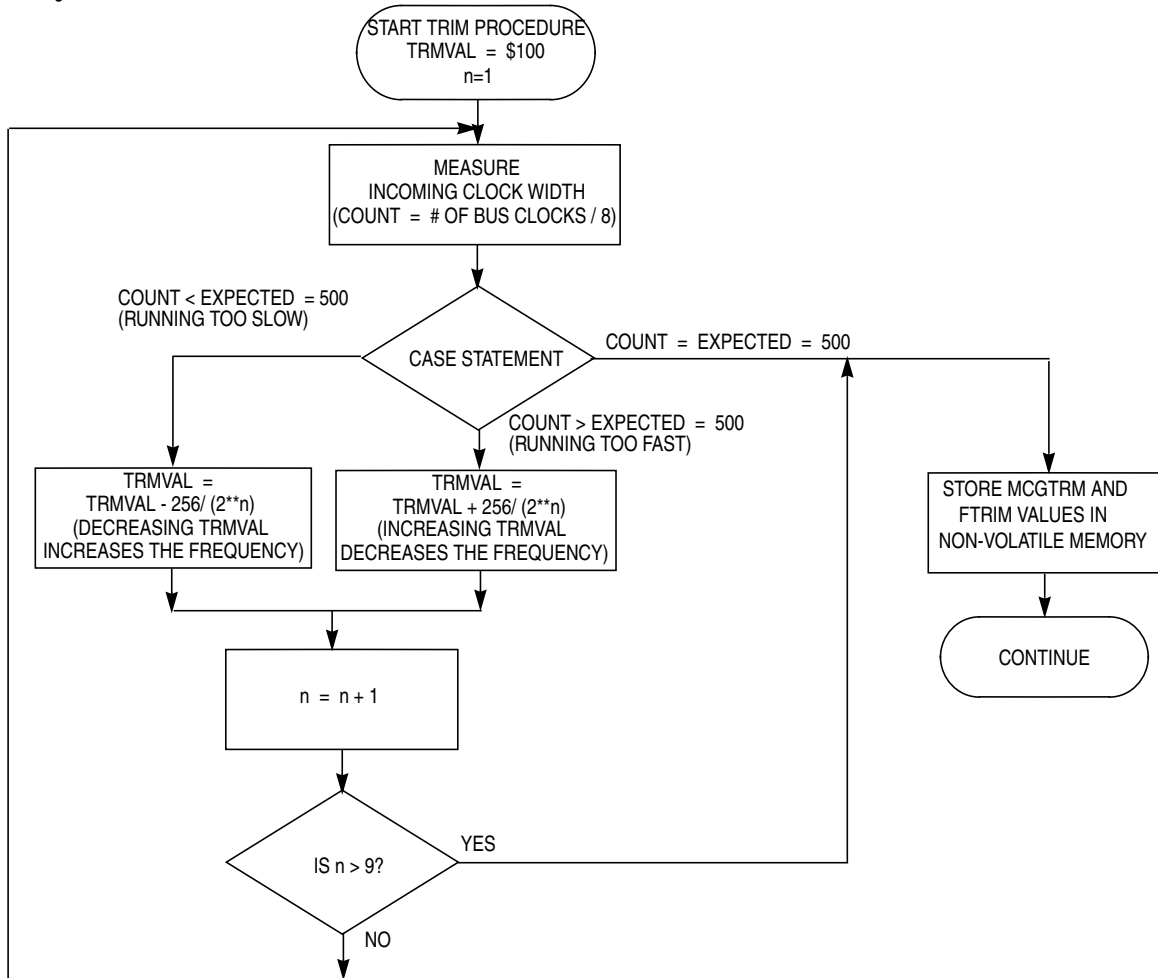 START TRIM PROCEDURE
TRMVAL = $100
n=1
MEASURE
INCOMING CLOCK WIDTH
(COUNT = # OF BUS CLOCKS / 8)
COUNT < EXPECTED = 500
(RUNNING TOO SLOW)
CASE STATEMENT
COUNT = EXPECTED = 500
COUNT > EXPECTED = 500
(RUNNING TOO FAST)
TRMVAL =
TRMVAL - 256/ (2**n)
(DECREASING TRMVAL
INCREASES THE FREQUENCY)
TRMVAL =
TRMVAL + 256/ (2**n)
(INCREASING TRMVAL
DECREASES THE FREQUENCY)
STORE MCGTRM AND
FTRIM VALUES IN
NON-VOLATILE MEMORY
CONTINUE
n = n + 1
IS n > 9?
YES
NO